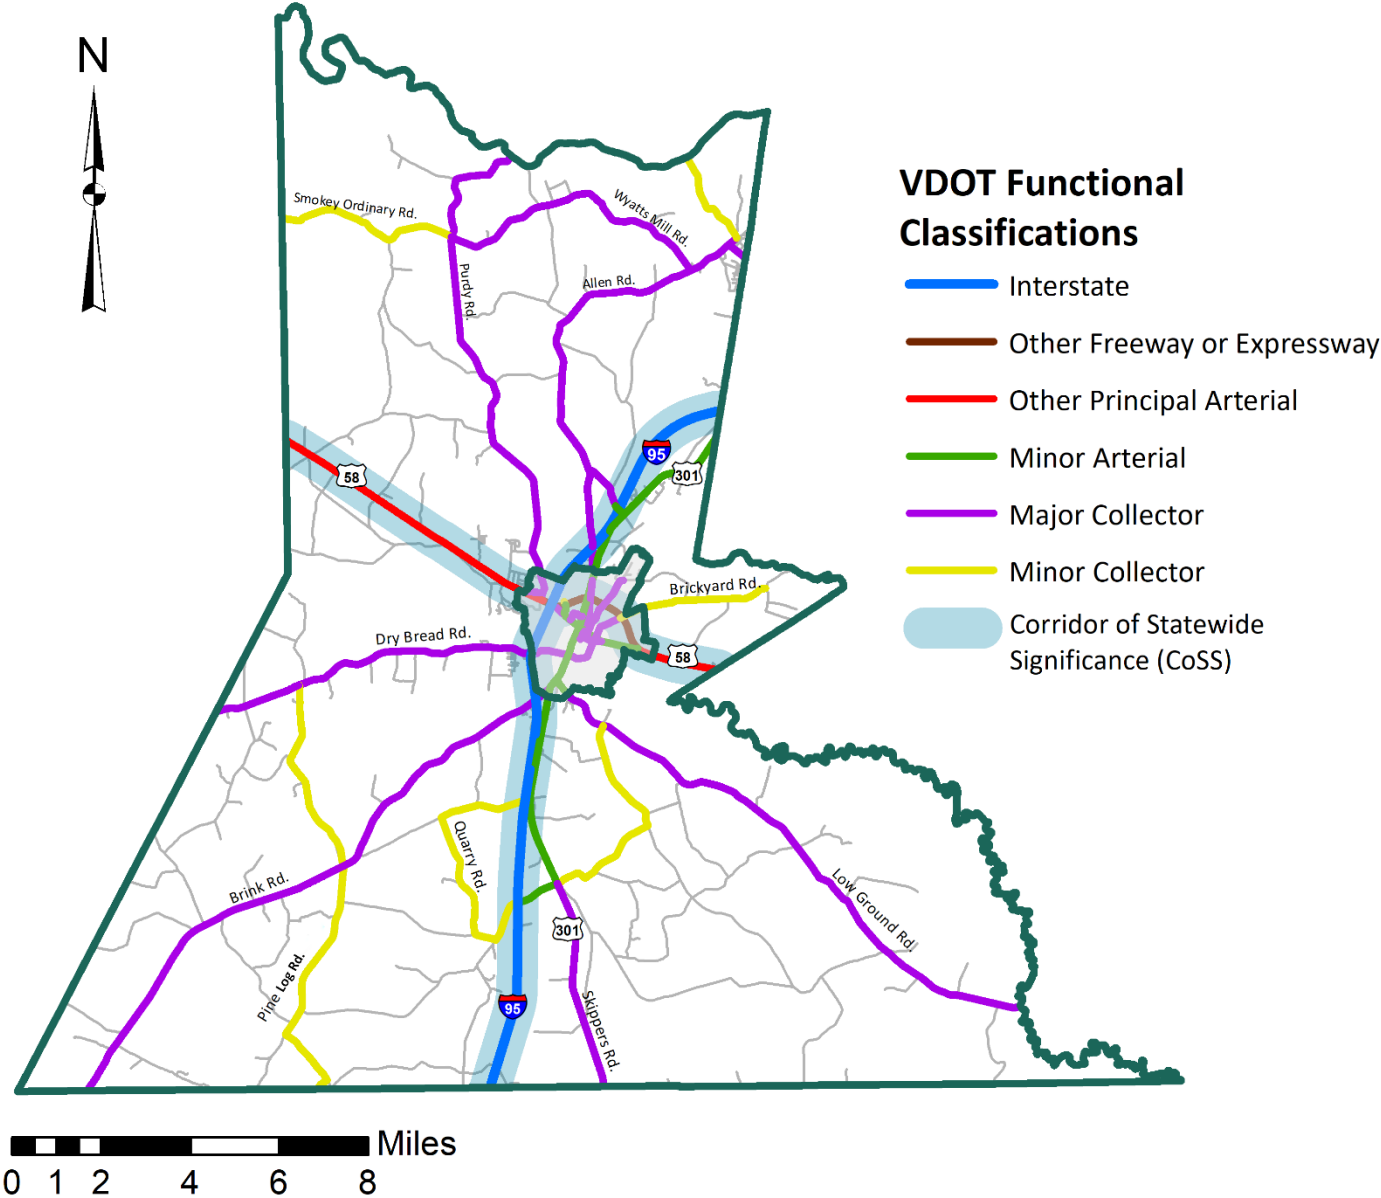 N
VDOT Functional
Classifications
Interstate
Other Freeway or Expressway
Other Principal Arterial
Minor Arterial
Major Collector
Minor Collector
Corridor of Statewide
Significance (CoSS)
Smokey Ordinary Rd.
Wyatts Mill Rd.
Purdy Rd.
Allen Rd.
95
301
58
Brickyard Rd.
Dry Bread Rd.
58
Quarry Rd.
Brink Rd.
Low Ground Rd.
301
Pine Log Rd.
95
Skippers Rd.
Miles
0 1 2 4 6 8